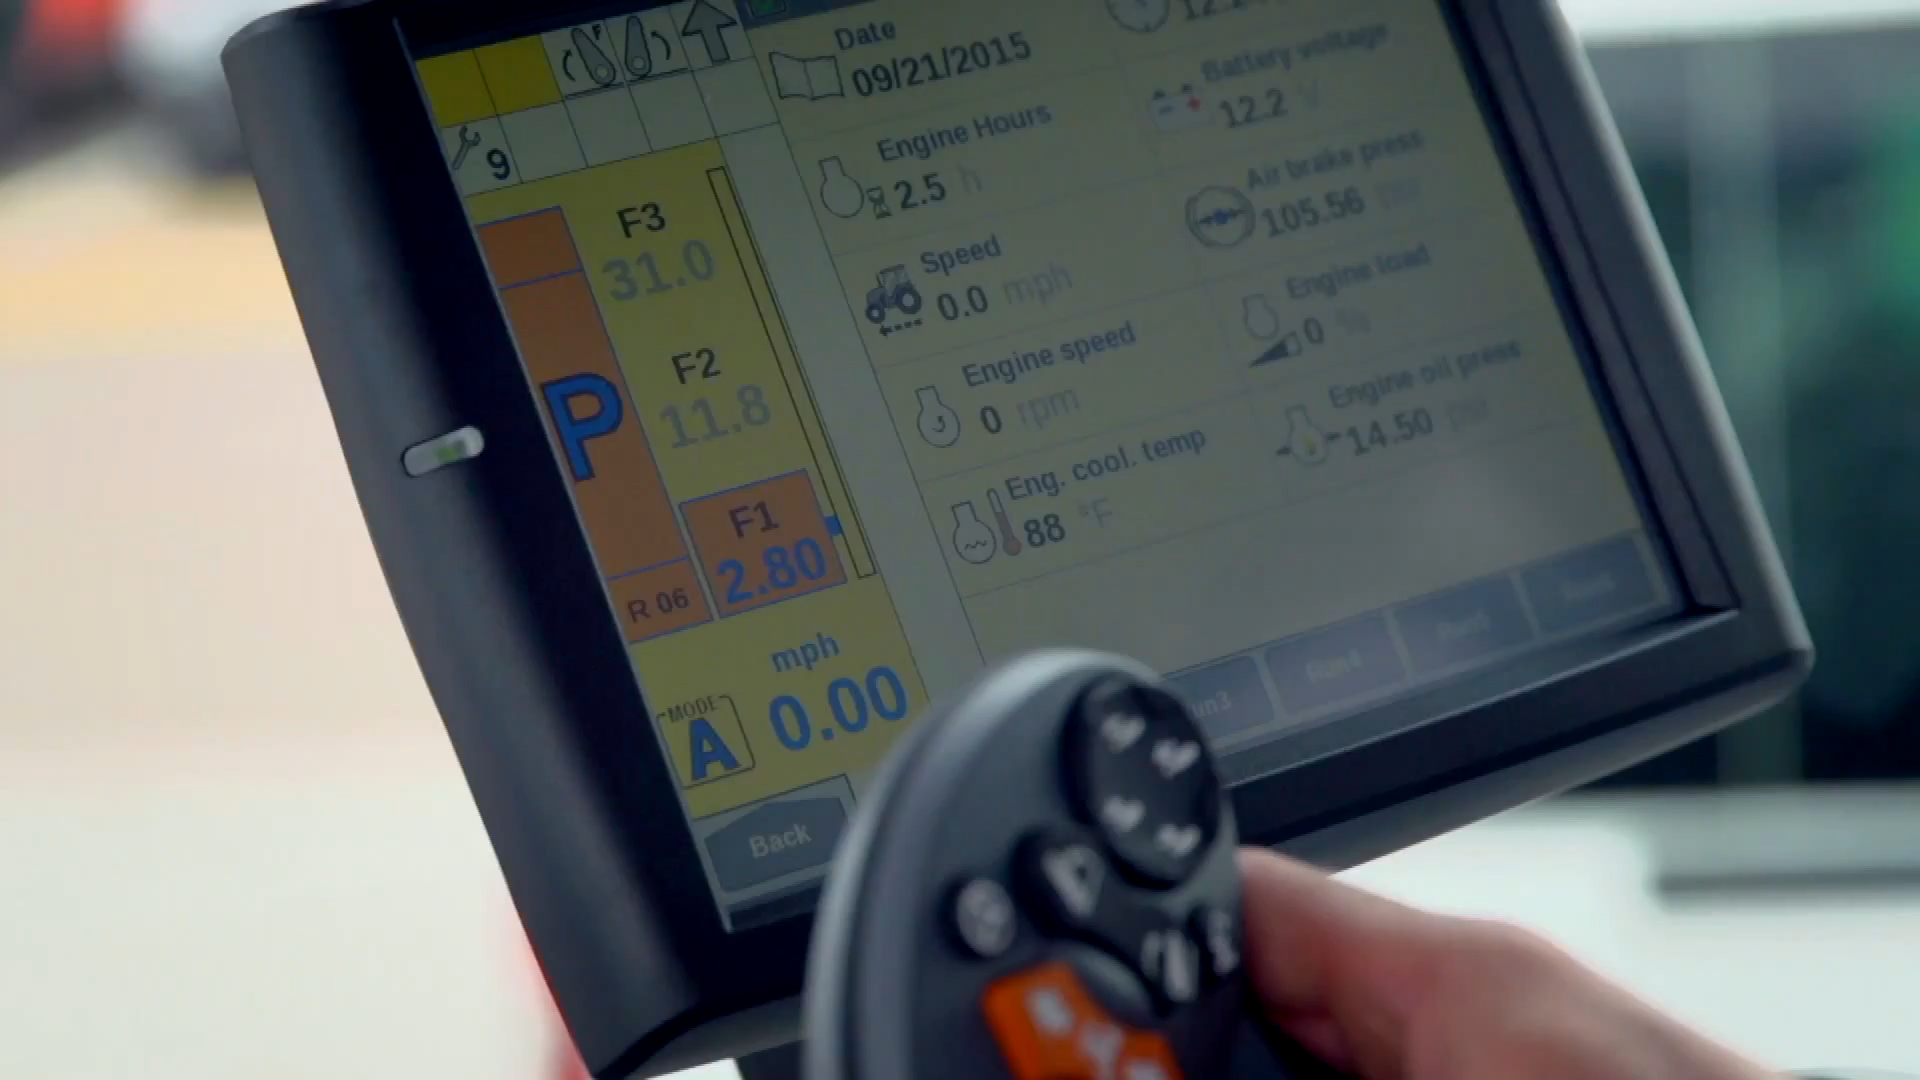 Date
09/21/2015
Battery voltage
12.2 V
9
Engine Hours
2.5 h
Air brake press
105.56
F3
31.0
Speed
0.0 mph
Engine load
0 %
F2
11.8
Engine speed
0 rpm
Engine oil press
14.50
P
Eng. cool. temp
88 °F
F1
2.80
R 06
mph
0.00
MODE
A
Back
un3
Run4